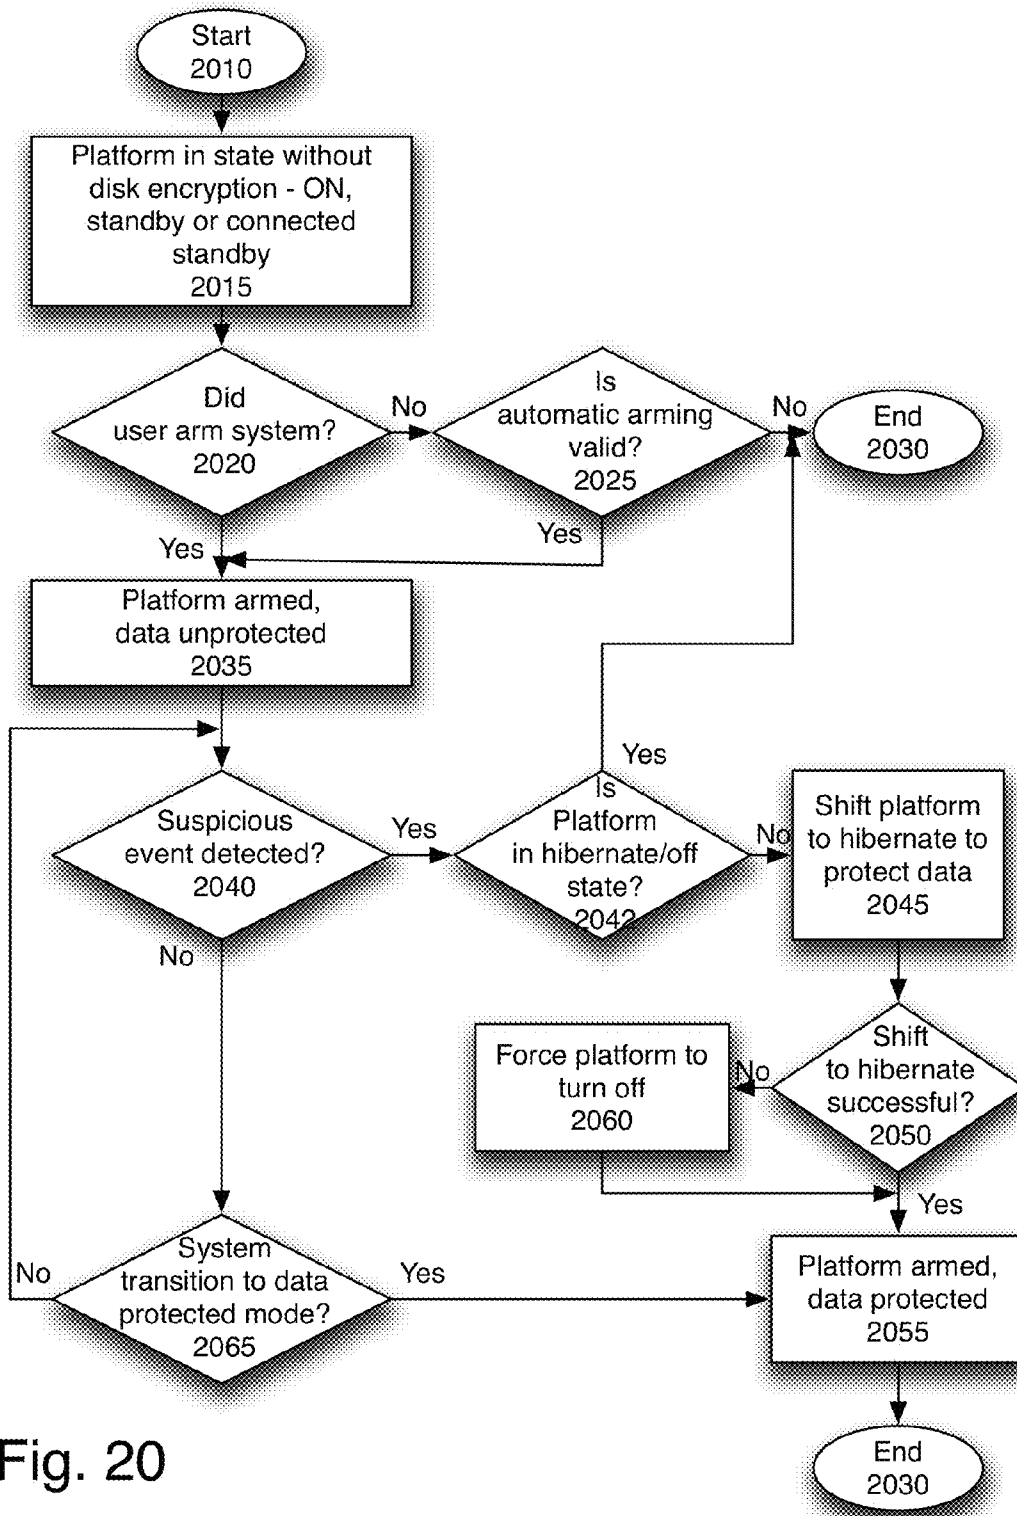 Start
2010
Platform in state without
disk encryption - ON,
standby or connected
standby
2015
Did
user arm system?
2020
No
Is
automatic arming
valid?
2025
No
End
2030
Yes
Yes
Platform armed,
data unprotected
2035
Suspicious
event detected?
2040
Yes
Yes
Is
Platform
in hibernate/off
state?
2042
No
Shift platform
to hibernate to
protect data
2045
No
Shift
to hibernate
successful?
2050
No
Force platform to
turn off
2060
Yes
System
transition to data
protected mode?
2065
No
Yes
Platform armed,
data protected
2055
End
2030
Fig. 20